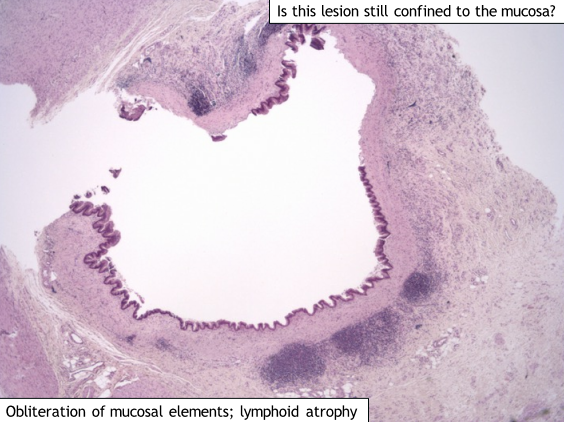 Is this lesion still confined to the mucosa?
Obliteration of mucosal elements; lymphoid atrophy